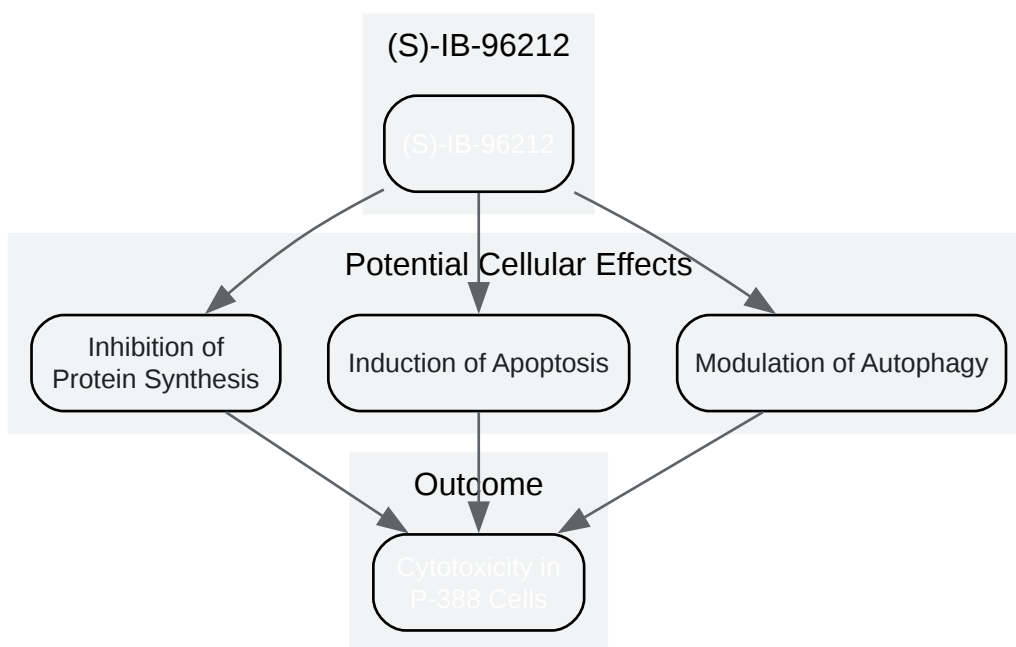 (S)-IB-96212
(S)-IB-96212
Potential Cellular Effects
Inhibition of
Protein Synthesis
Induction of Apoptosis
Modulation of Autophagy
Outcome
Cytotoxicity in
P-388 Cells